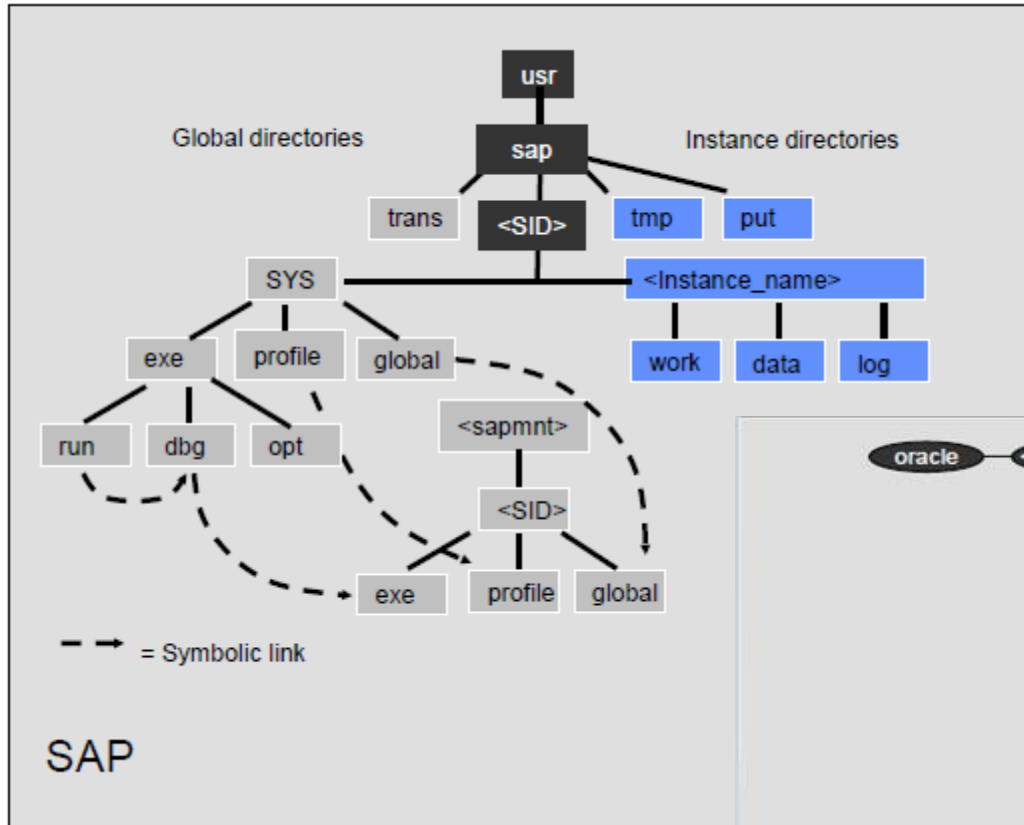 usr
Global directories
Instance directories
sap
trans
<SID>
tmp
put
SYS
<Instance_name>
exe
profile
global
work
data
log
<sapmnt>
run
dbg
opt
oracle
<SID>
exe
profile
global
= Symbolic link
SAP